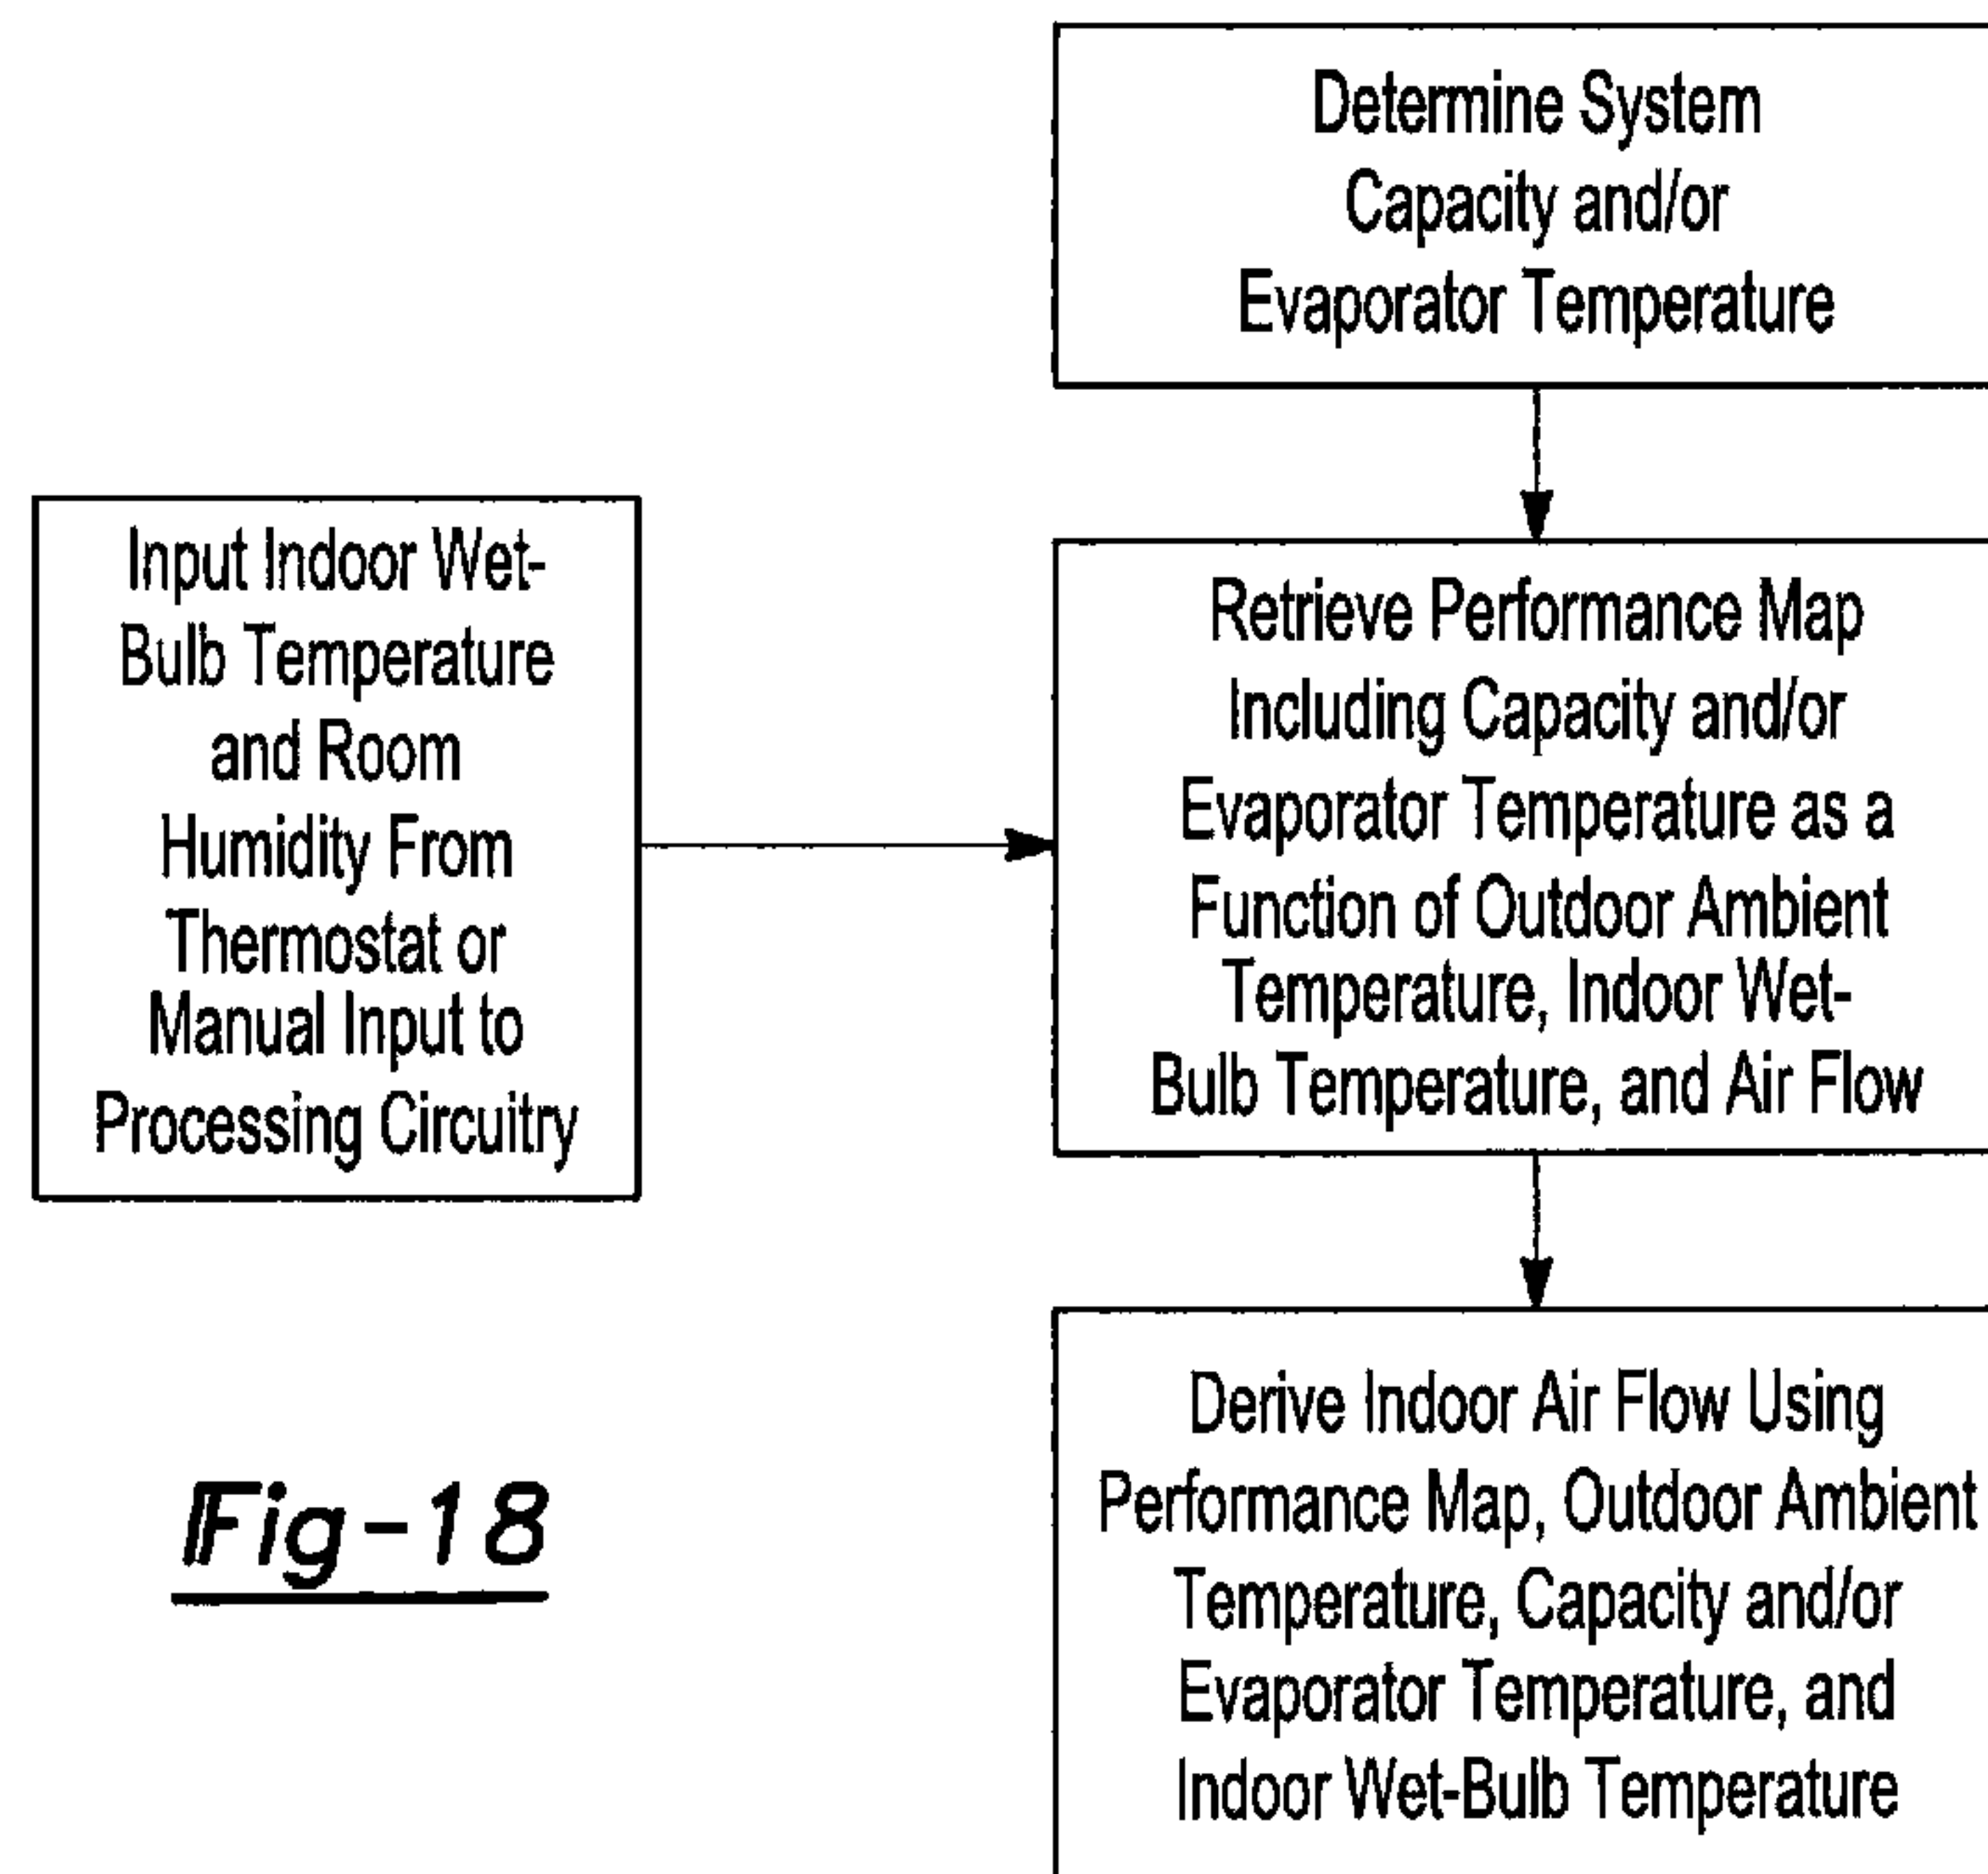 Determine System
Capacity and/or
Evaporator Temperature
Input Indoor Wet-
Bulb Temperature
and Room
Humidity From
Thermostat or
Manual Input to
Processing Circuitry
Retrieve Performance Map
Including Capacity and/or
Evaporator Temperature as a
Function of Outdoor Ambient
Temperature, Indoor Wet-
Bulb Temperature, and Air Flow
Derive Indoor Air Flow Using
Performance Map, Outdoor Ambient
Temperature, Capacity and/or
Evaporator Temperature, and
Indoor Wet-Bulb Temperature
Fig-18